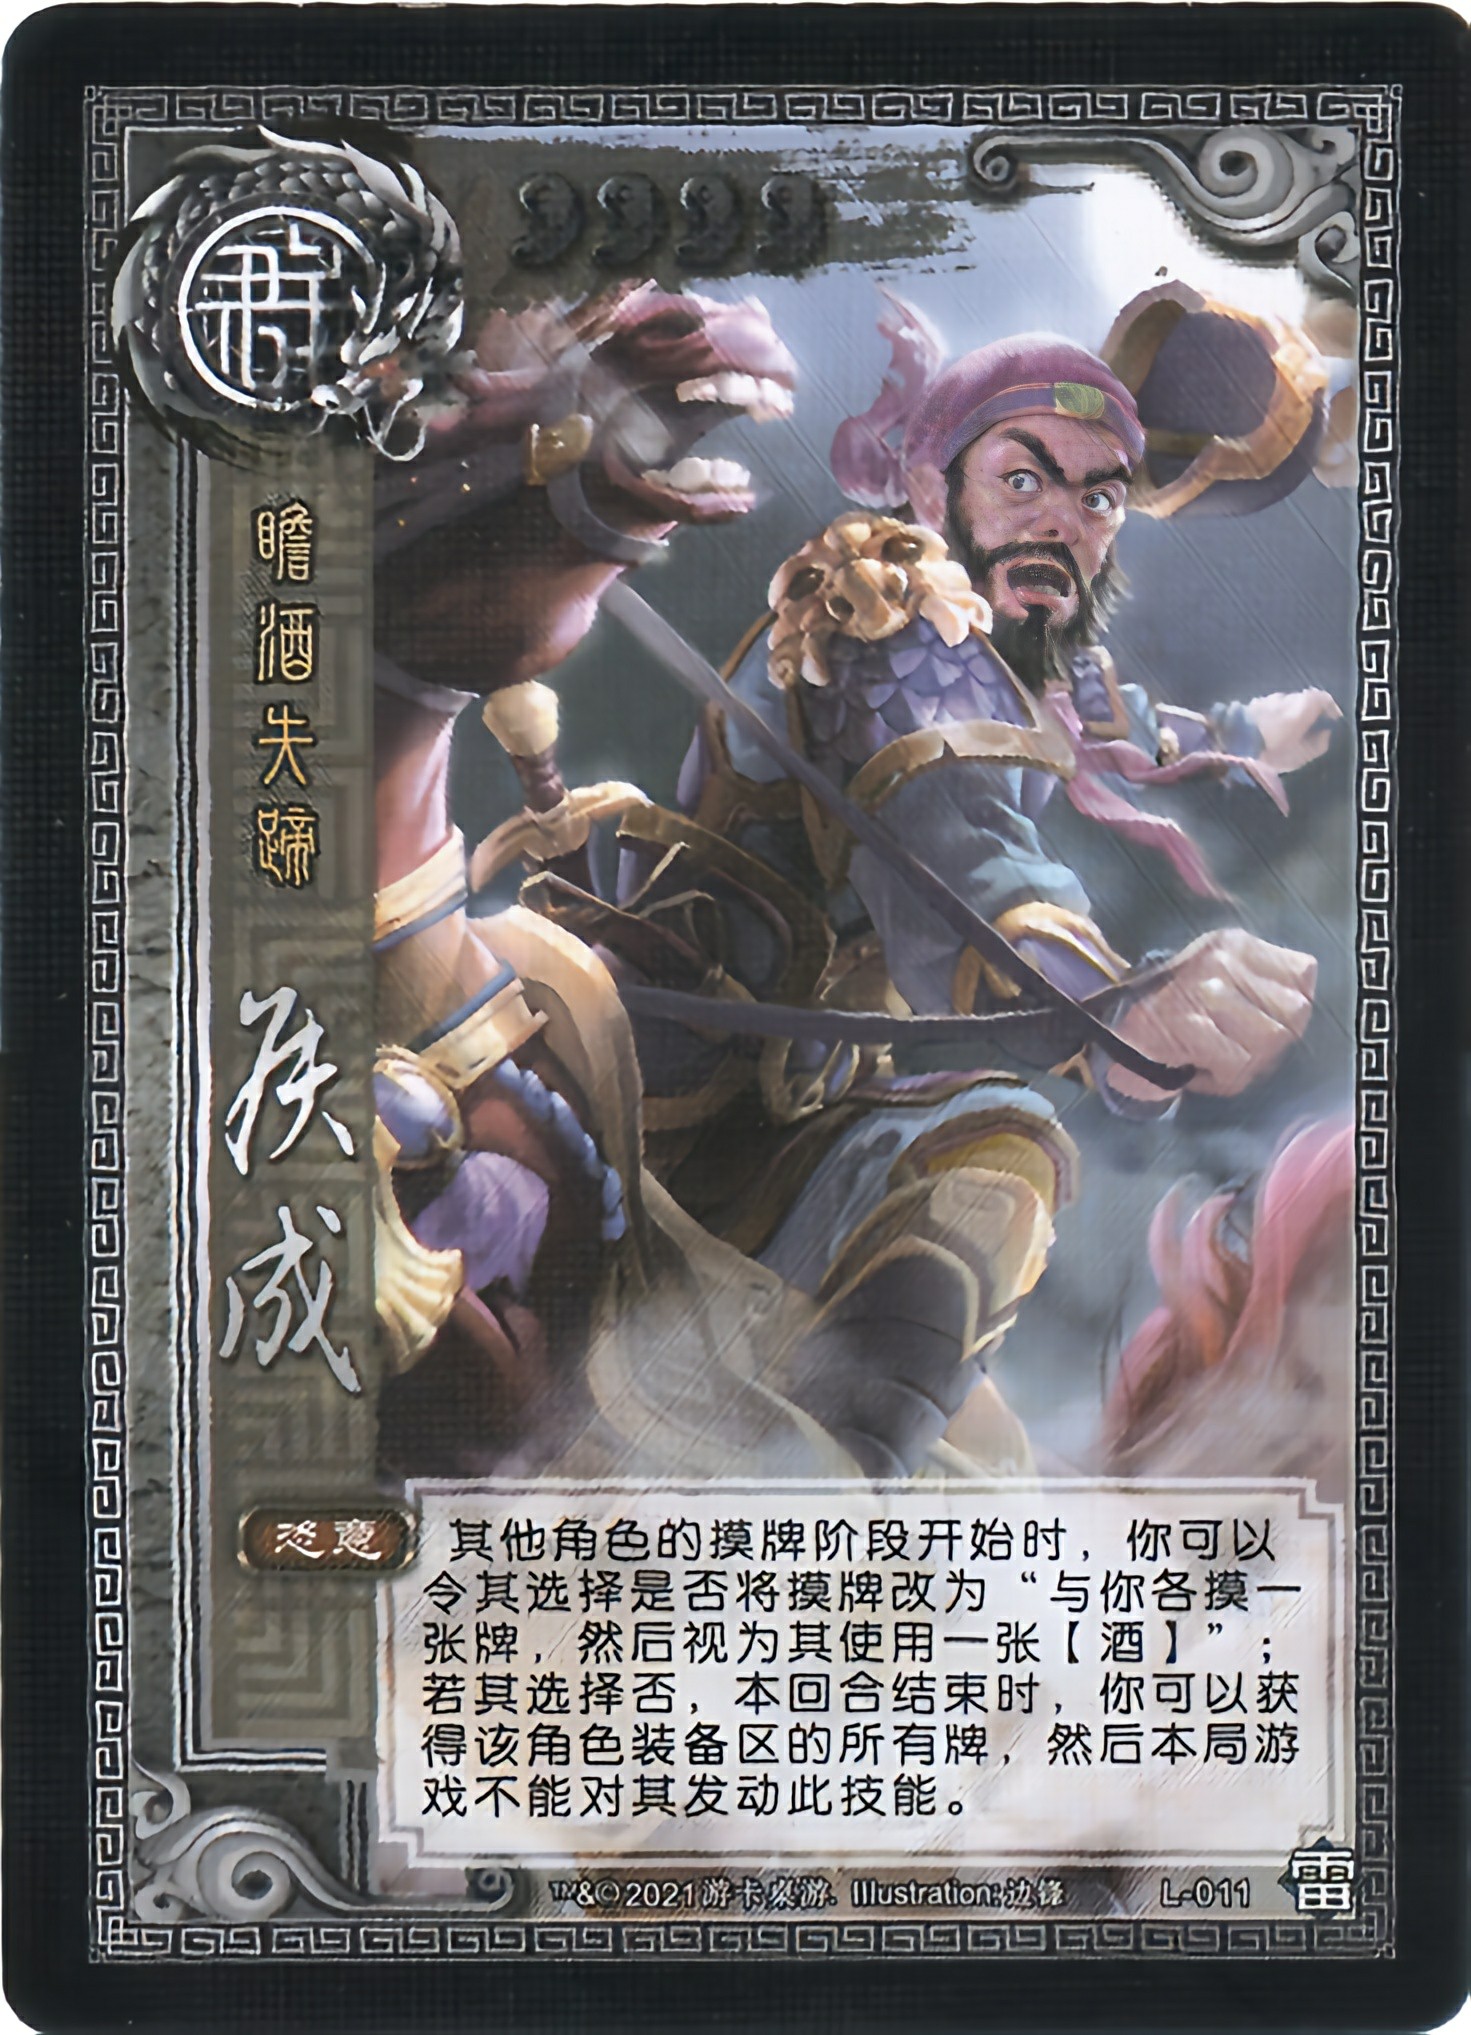 群
瞻酒失蹄
侯成
恣意
其他角色的摸牌阶段开始时，你可以
令其选择是否将摸牌改为“与你各摸一
张牌，然后视为其使用一张【酒】”；
若其选择否，本回合结束时，你可以获
得该角色装备区的所有牌，然后本局游
戏不能对其发动此技能。
™&©2021游卡桌游. Illustration:边锋
L-011
雷